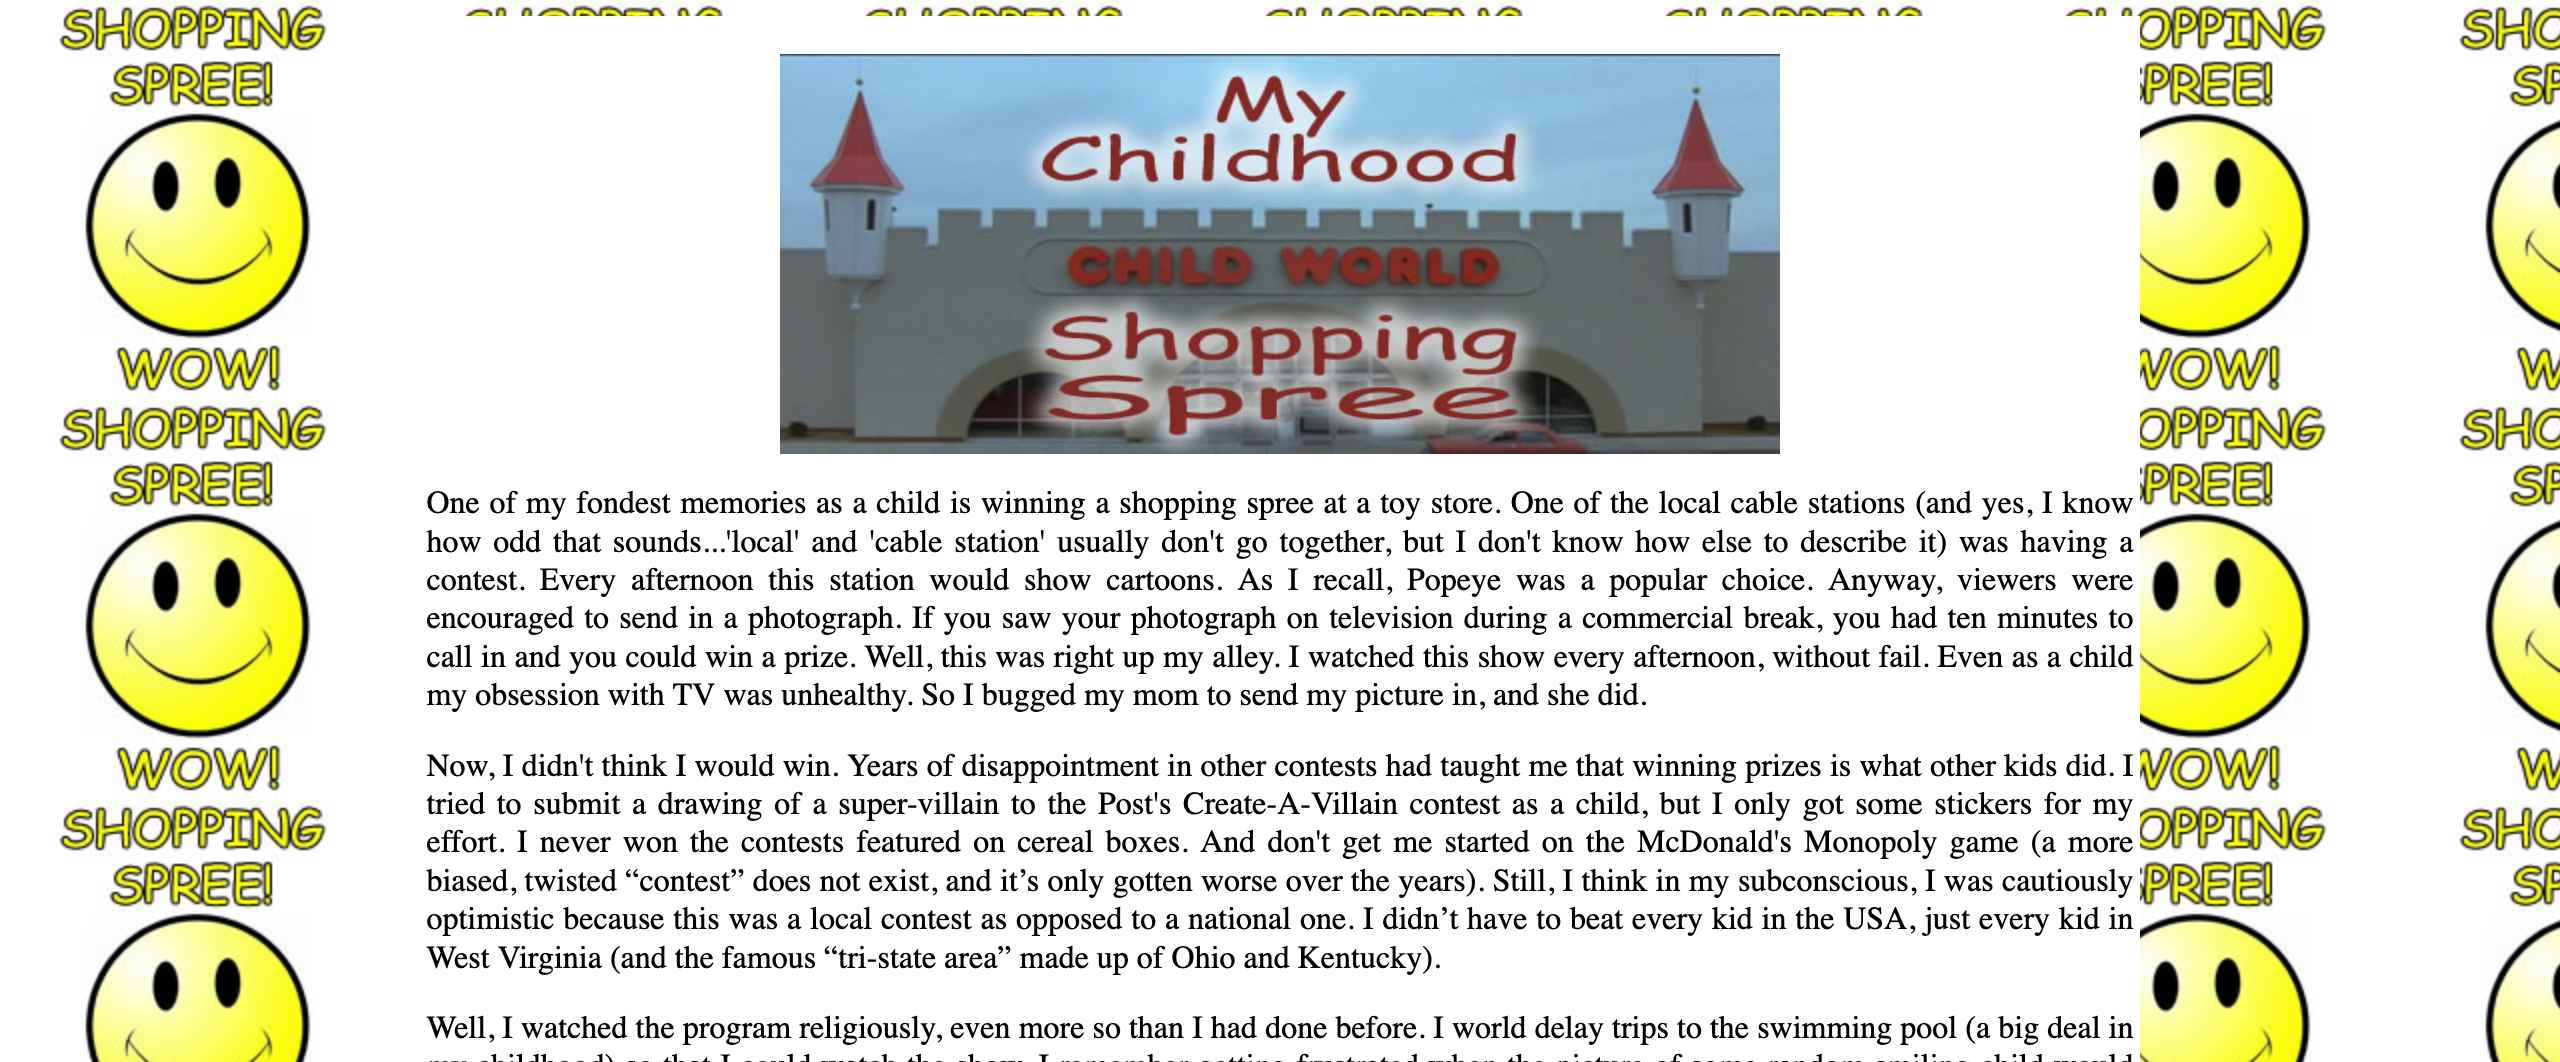 SHOPPING
SPREE!
WOW!
SHOPPING
SPREE!
WOW!
SHOPPING
SPREE!
My
Childhood
CHILD WORLD
Shopping
Spree
One of my fondest memories as a child is winning a shopping spree at a toy store. One of the local cable stations (and yes, I know
how odd that sounds...'local' and 'cable station' usually don't go together, but I don't know how else to describe it) was having a
contest. Every afternoon this station would show cartoons. As I recall, Popeye was a popular choice. Anyway, viewers were
encouraged to send in a photograph. If you saw your photograph on television during a commercial break, you had ten minutes to
call in and you could win a prize. Well, this was right up my alley. I watched this show every afternoon, without fail. Even as a child
my obsession with TV was unhealthy. So I bugged my mom to send my picture in, and she did.
Now, I didn't think I would win. Years of disappointment in other contests had taught me that winning prizes is what other kids did. I
tried to submit a drawing of a super-villain to the Post's Create-A-Villain contest as a child, but I only got some stickers for my
effort. I never won the contests featured on cereal boxes. And don't get me started on the McDonald's Monopoly game (a more
biased, twisted “contest” does not exist, and it’s only gotten worse over the years). Still, I think in my subconscious, I was cautiously
optimistic because this was a local contest as opposed to a national one. I didn’t have to beat every kid in the USA, just every kid in
West Virginia (and the famous “tri-state area” made up of Ohio and Kentucky).
Well, I watched the program religiously, even more so than I had done before. I world delay trips to the swimming pool (a big deal in
OPPING
PREE!
WOW!
OPPING
PREE!
WOW!
OPPING
PREE!
SHO
SP
W
SHO
SP
W
SHO
SP